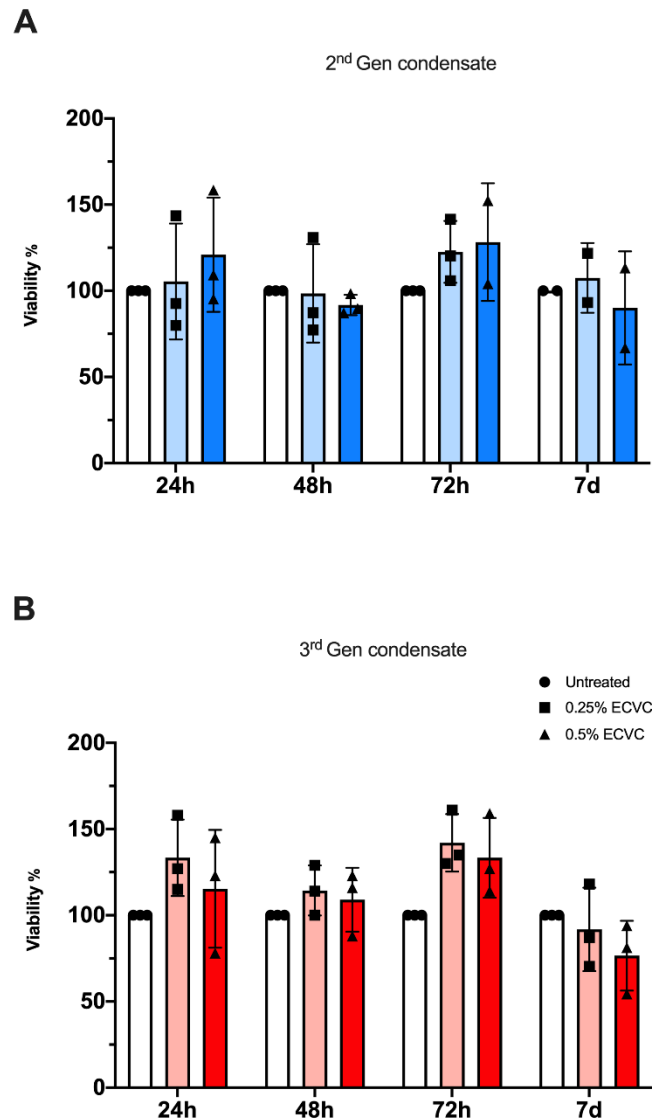 A
2nd Gen condensate
Viability %
200
150
100
50
0
24h 48h 72h 7d
B
3rd Gen condensate
Untreated
0.25% ECVC
0.5% ECVC
Viability %
200
150
100
50
0
24h 48h 72h 7d